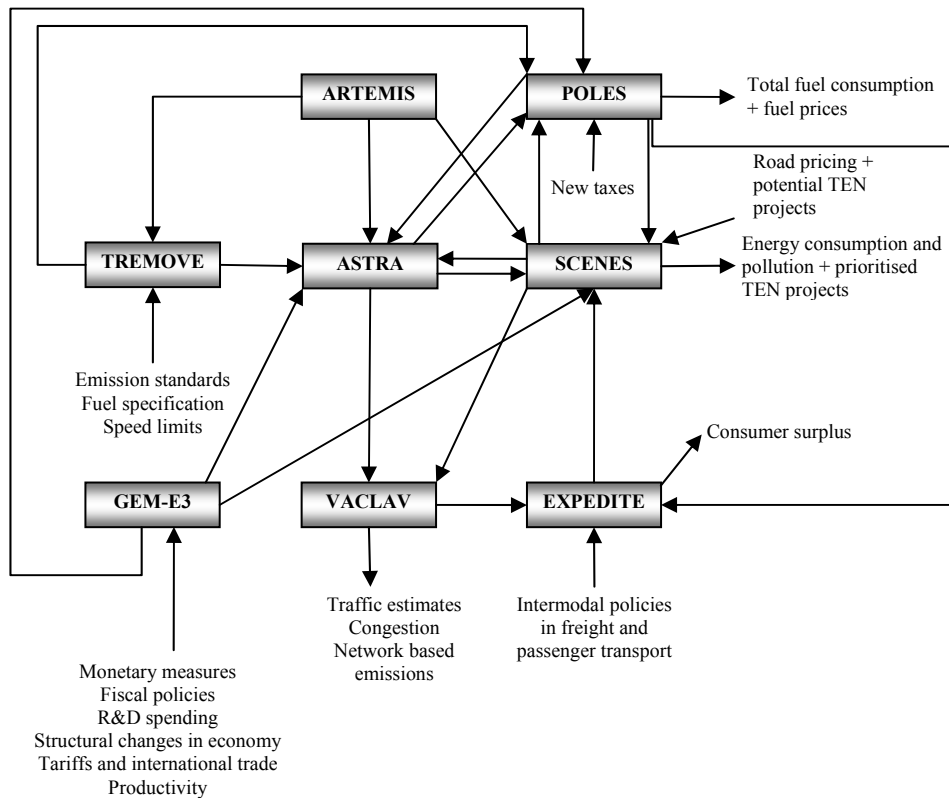 ARTEMIS
POLES
Total fuel consumption
+ fuel prices
New taxes
Road pricing +
potential TEN
projects
TREMOVE
ASTRA
SCENES
Energy consumption and
pollution + prioritised
TEN projects
Emission standards
Fuel specification
Speed limits
Consumer surplus
GEM-E3
VACLAV
EXPEDITE
Traffic estimates
Congestion
Network based
emissions
Intermodal policies
in freight and
passenger transport
Monetary measures
Fiscal policies
R&D spending
Structural changes in economy
Tariffs and international trade
Productivity